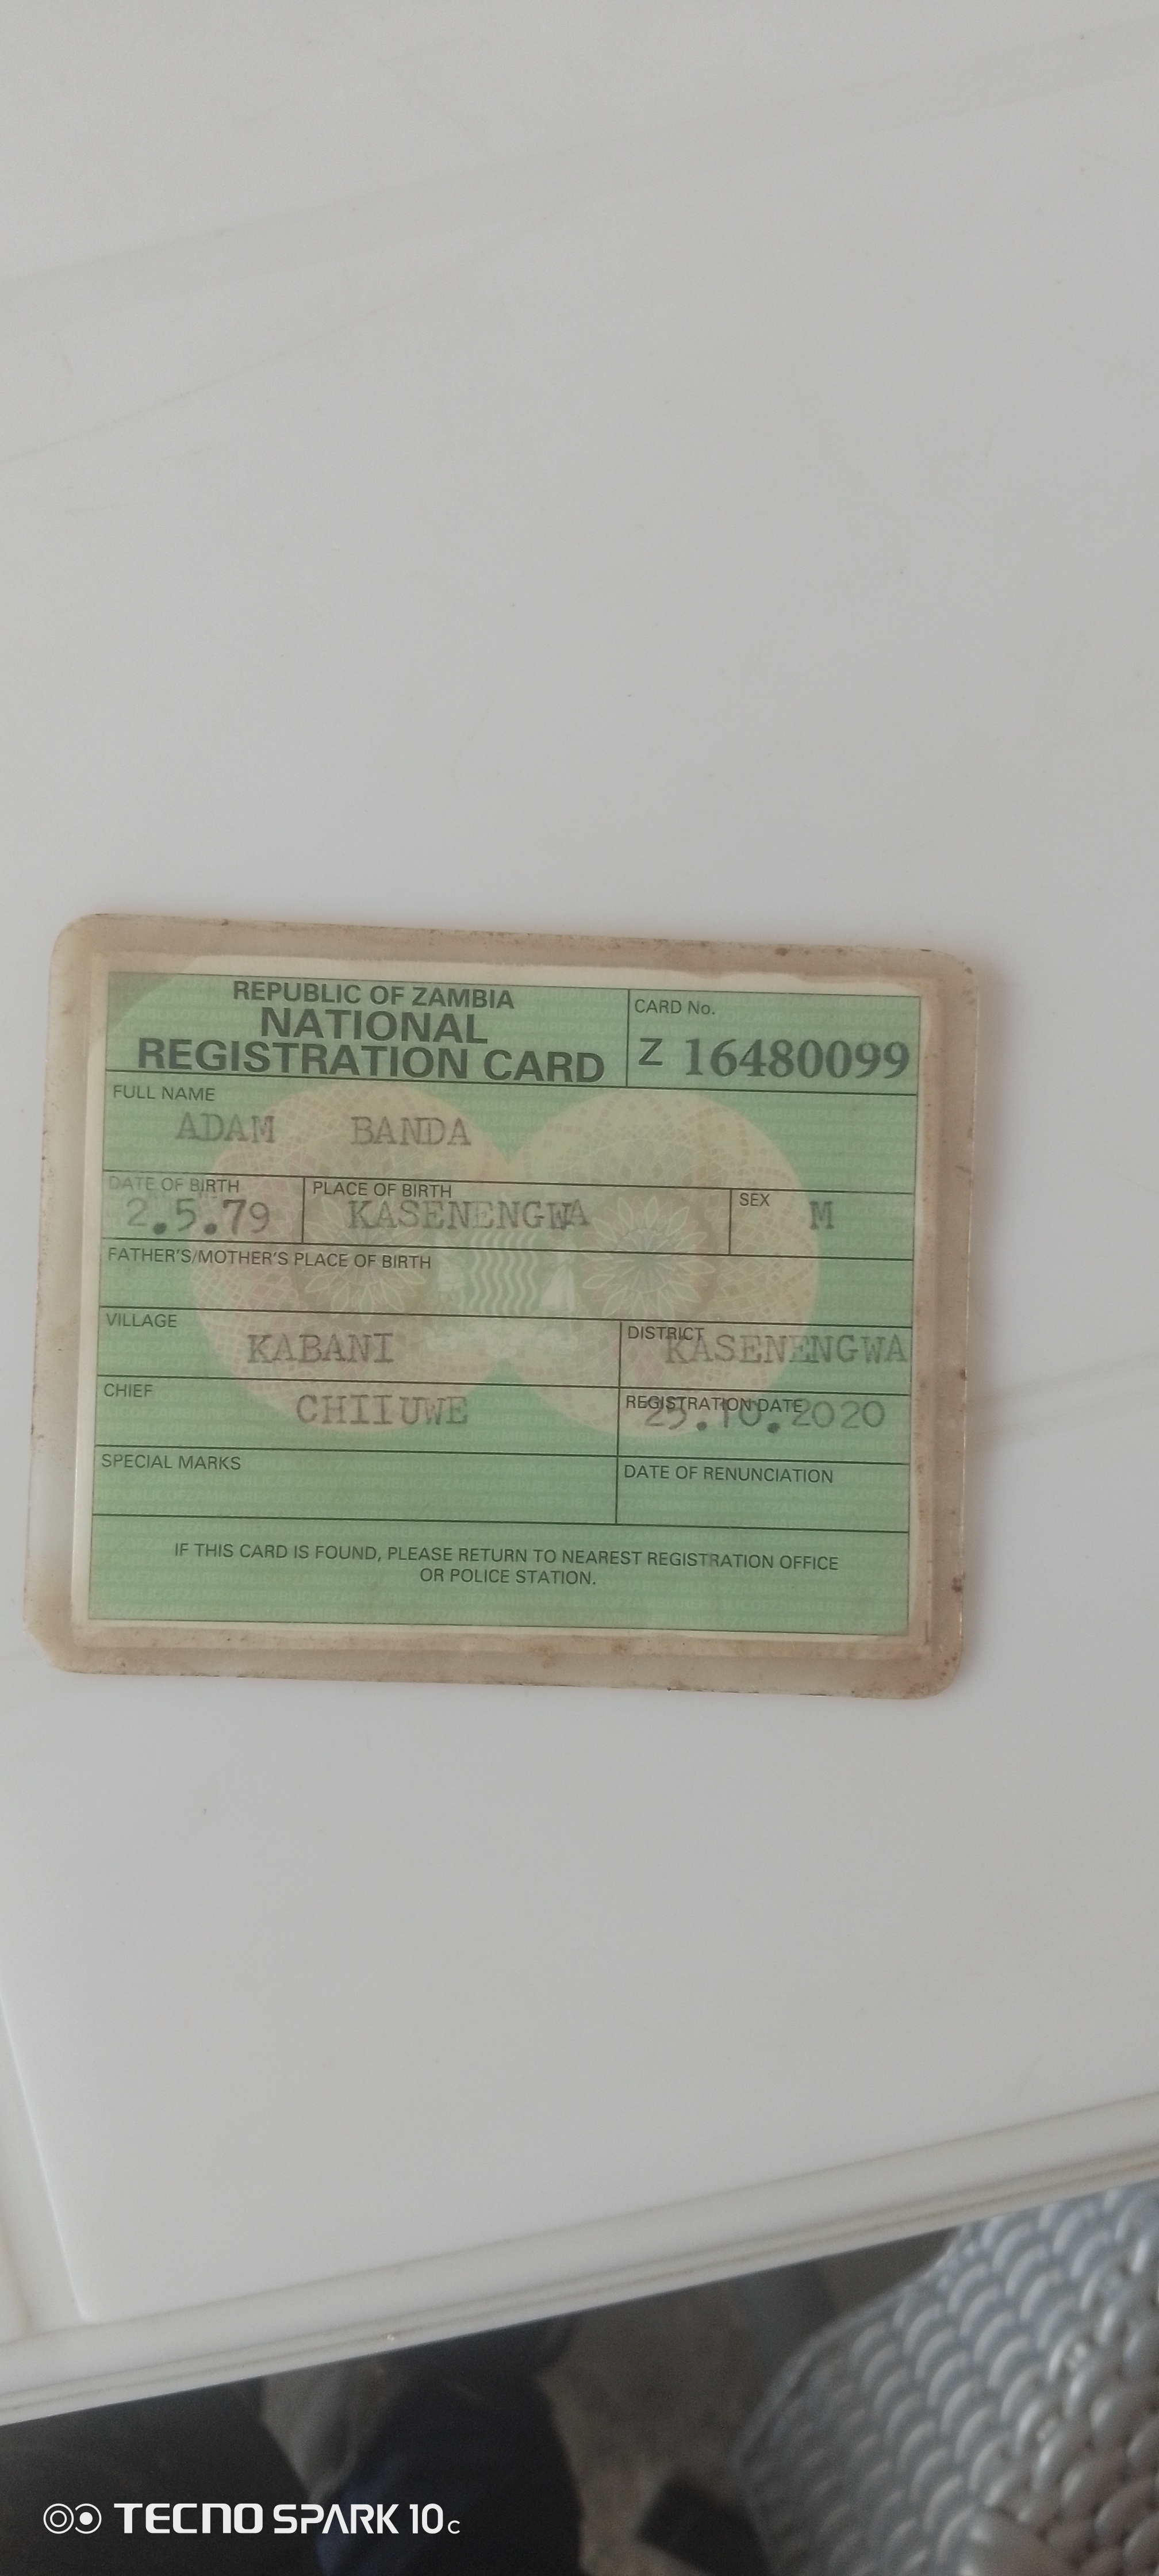 REPUBLIC OF ZAMBIA
NATIONAL
REGISTRATION CARD
CARD No.
Z 16480099
FULL NAME
ADAM BANDA
DATE OF BIRTH
2.5.79
PLACE OF BIRTH
KASENENGWA
SEX
M
FATHER'S/MOTHER'S PLACE OF BIRTH
VILLAGE
KABANI
DISTRICT
KASENENGWA
CHIEF
CHIIUWE
REGISTRATION DATE
SPECIAL MARKS
DATE OF RENUNCIATION
IF THIS CARD IS FOUND, PLEASE RETURN TO NEAREST REGISTRATION OFFICE
OR POLICE STATION.
TECNO SPARK 10C